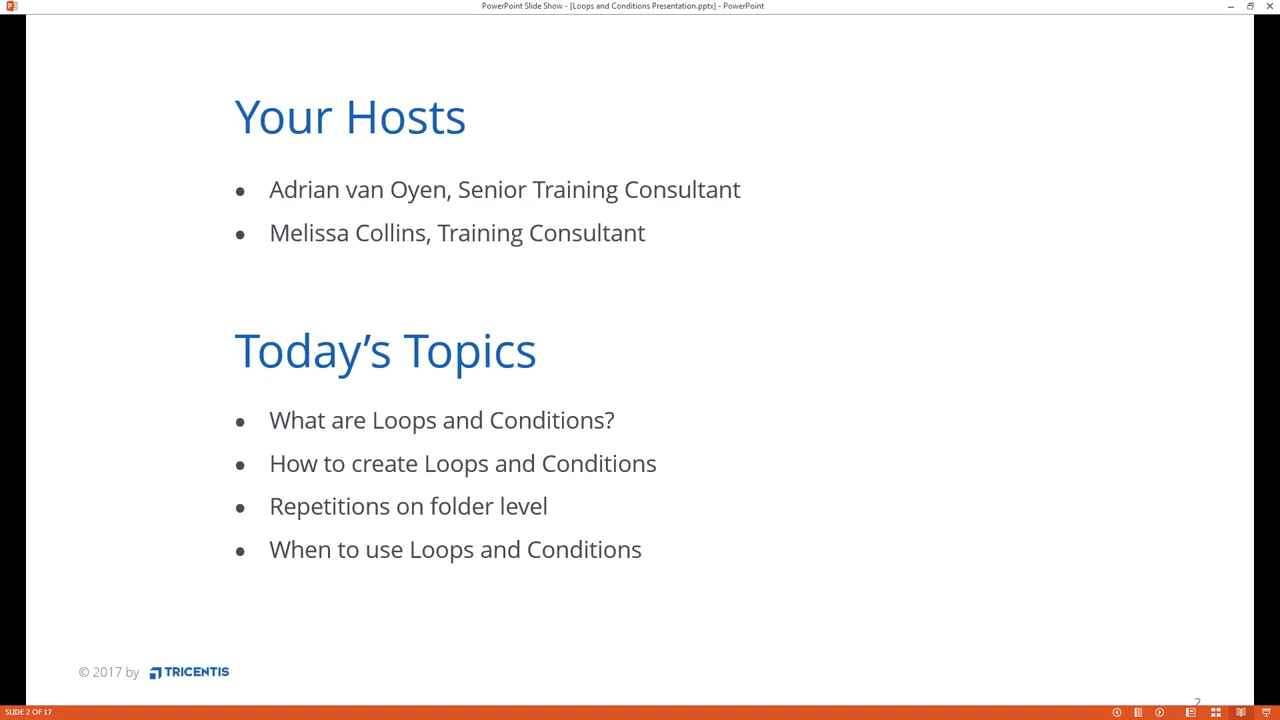 PowerPoint Slide Show - [Loops and Conditions Presentation.pptx] - PowerPoint
Your Hosts
• Adrian van Oyen, Senior Training Consultant
• Melissa Collins, Training Consultant
Today's Topics
• What are Loops and Conditions?
• How to create Loops and Conditions
• Repetitions on folder level
• When to use Loops and Conditions
© 2017 by TRICENTIS
2
SLIDE 2 OF 17